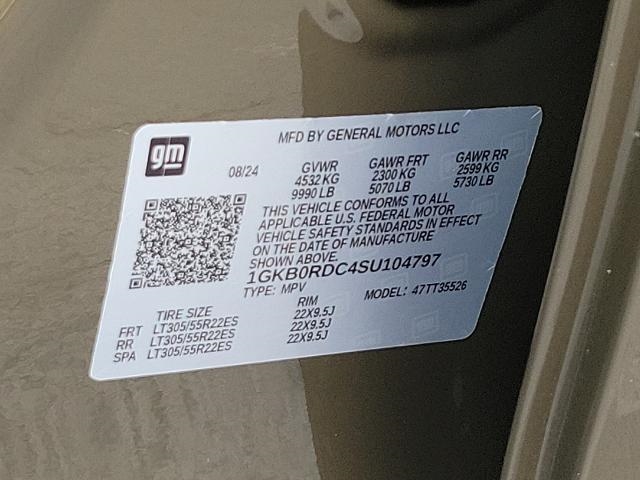 gm
MFD BY GENERAL MOTORS LLC
08/24 GVWR GAWR FRT GAWR RR
4532 KG 2300 KG 2599 KG
9990 LB 5070 LB 5730 LB
THIS VEHICLE CONFORMS TO ALL
APPLICABLE U.S. FEDERAL MOTOR
VEHICLE SAFETY STANDARDS IN EFFECT
ON THE DATE OF MANUFACTURE
SHOWN ABOVE.
1GKB0RDC4SU104797
TYPE: MPV MODEL: 47TT35526
TIRE SIZE RIM
FRT LT305/55R22ES 22X9.5J
RR LT305/55R22ES 22X9.5J
SPA LT305/55R22ES 22X9.5J